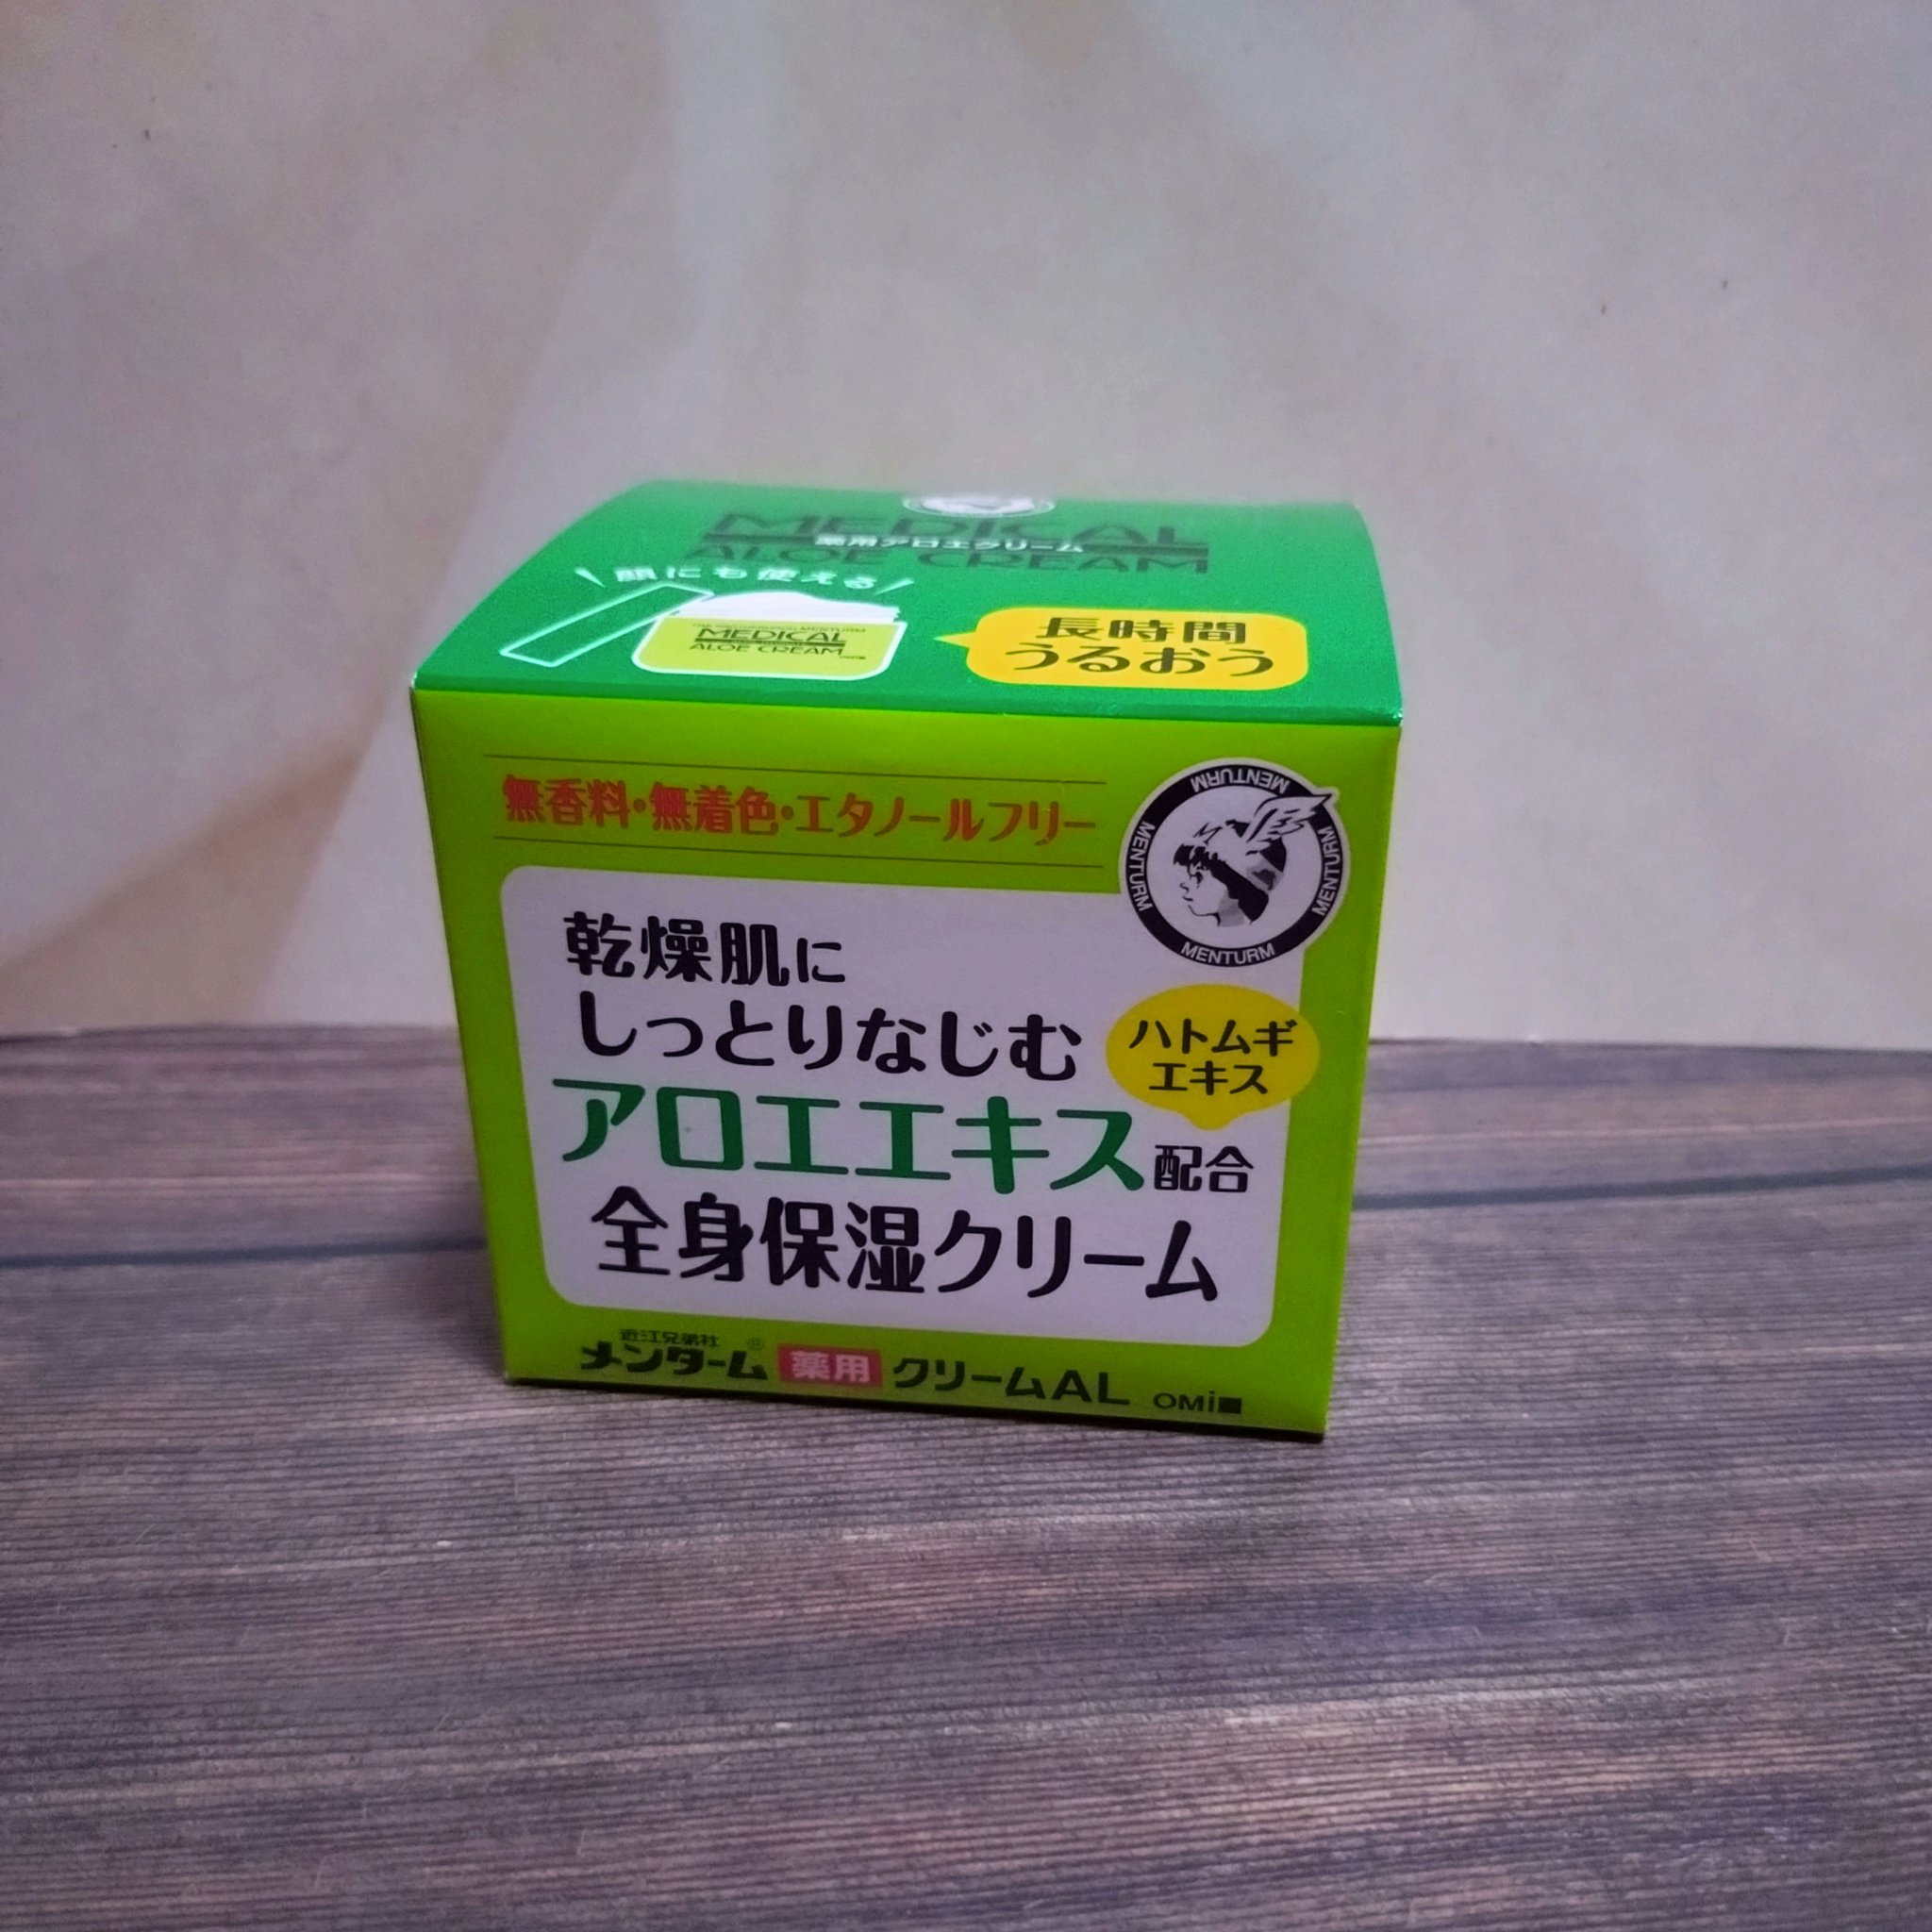 MEDICAL
薬用アロエクリーム
ALOE CREAM
顔にも使える
MEDICAL
ALOE CREAM
長時間
うるおう
無香料・無着色・エタノールフリー
MENTURM MENTURM MENTURM MENTURM
乾燥肌に
しっとりなじむ
ハトムギ
エキス
アロエエキス配合
全身保湿クリーム
近江兄弟社
メンターム® 薬用 クリームAL OMi